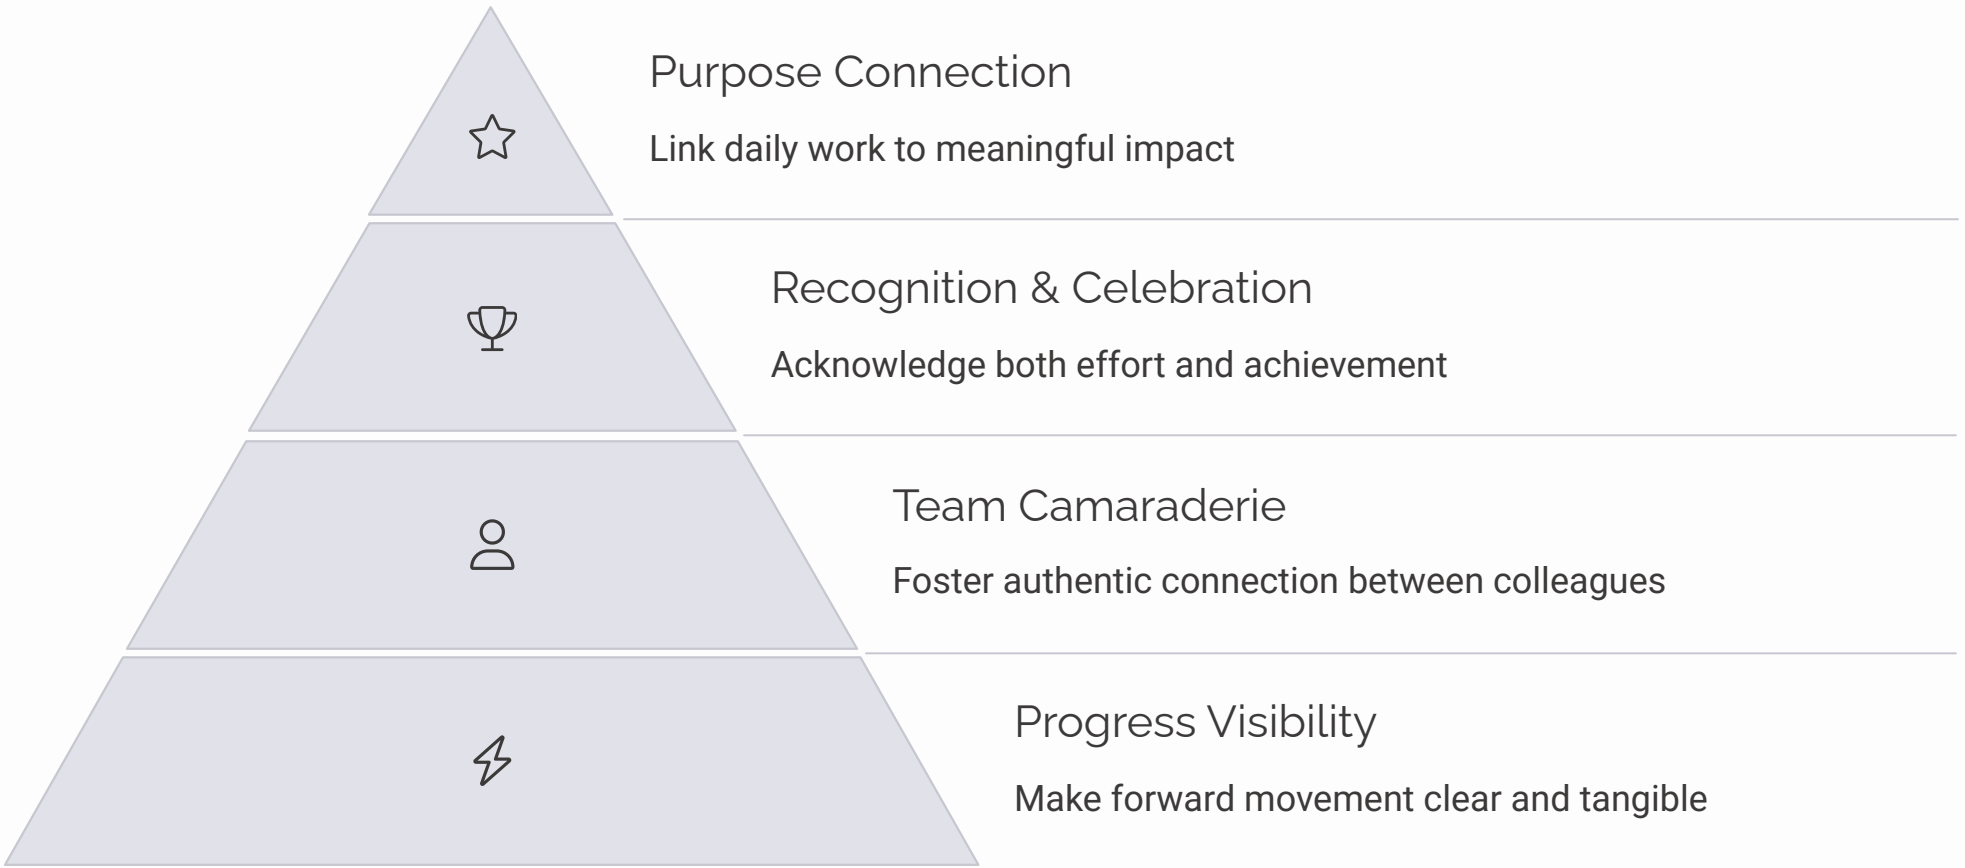 Purpose Connection
Link daily work to meaningful impact
Recognition & Celebration
Acknowledge both effort and achievement
Team Camaraderie
Foster authentic connection between colleagues
Progress Visibility
Make forward movement clear and tangible